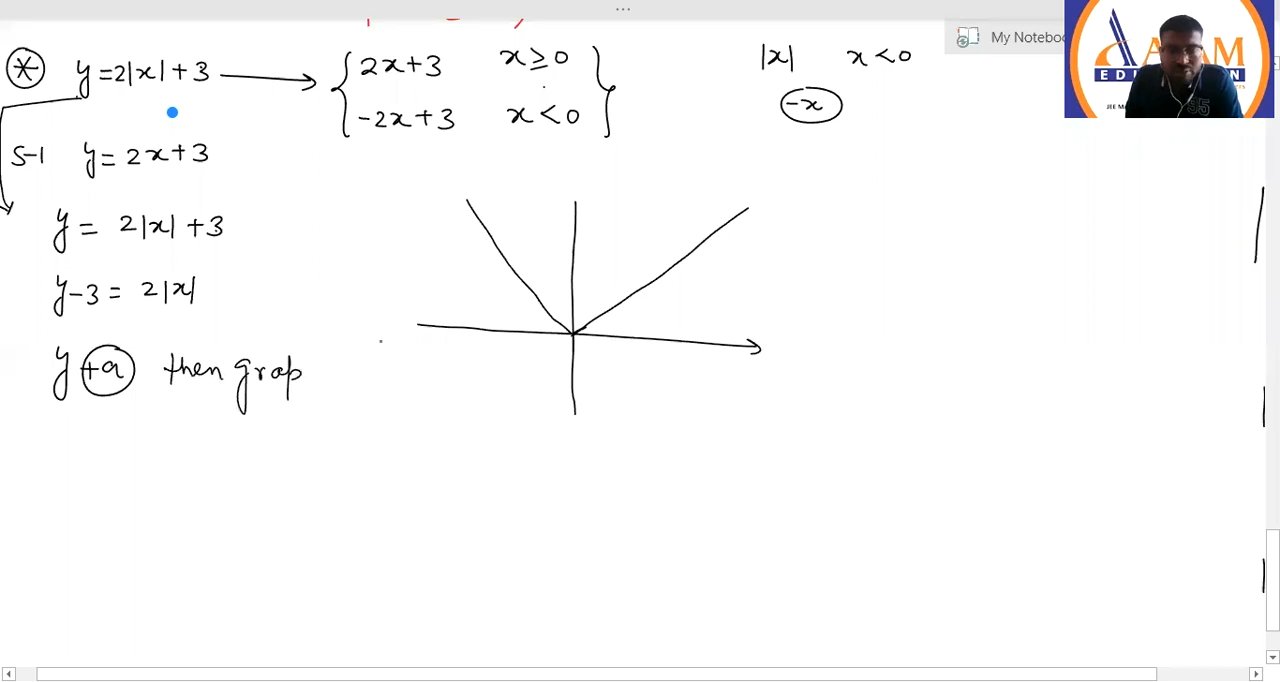 My Notebo
* y=2|x|+3 → { 2x+3 x≥0
-2x+3 x<0 }
|x| x<0
-x
S-1 y= 2x+3
y = 2|x| +3
y-3 = 2|x|
y +a then grap
EDU